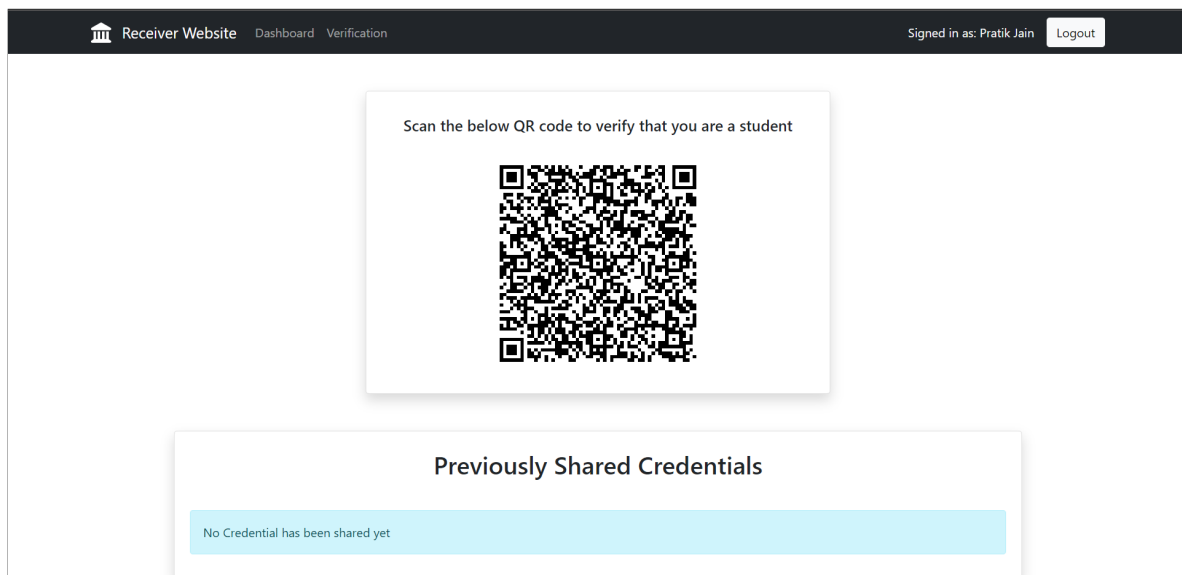 Receiver Website Dashboard Verification Signed in as: Pratik Jain Logout
Scan the below QR code to verify that you are a student
Previously Shared Credentials
No Credential has been shared yet